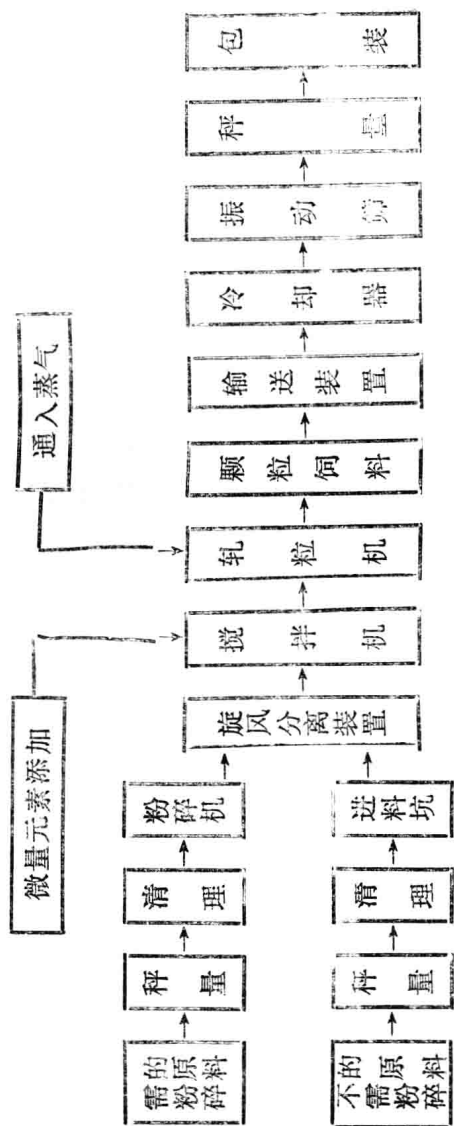 微量元素添加
通入蒸气
需粉碎
的原料
秤量
清理
粉碎机
不需粉碎
的原料
秤量
清理
进料坑
旋风分离装置
搅拌机
轧粒机
颗粒饲料
输送装置
冷却器
振动筛
秤量
包装